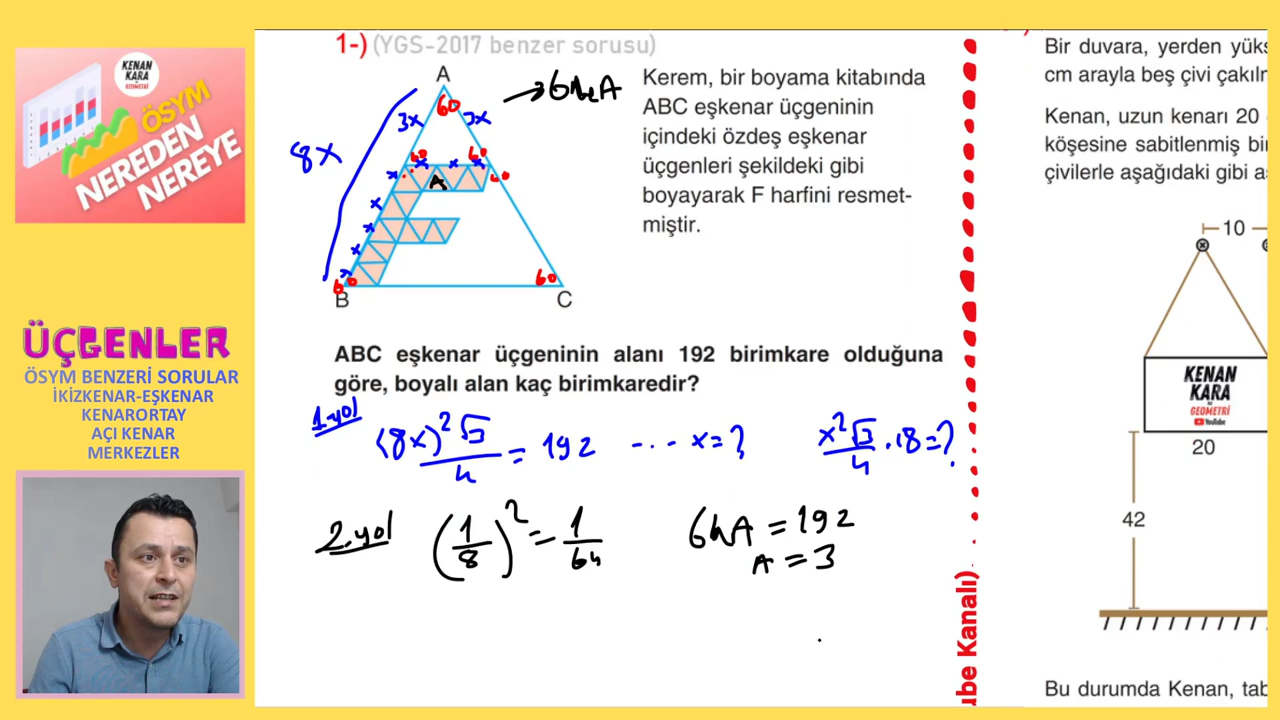 KENAN
KARA
ile
GEOMETRİ
ÖSYM
NEREDEN
NEREYE
ÜÇGENLER
ÖSYM BENZERİ SORULAR
İKİZKENAR-EŞKENAR
KENARORTAY
AÇI KENAR
MERKEZLER
1-) (YGS-2017 benzer sorusu)
A
→ 64A
60
3x 3x
8x
60 60
x x x
x A 60
x
x
x
x
60 60
B C
Kerem, bir boyama kitabında
ABC eşkenar üçgeninin
içindeki özdeş eşkenar
üçgenleri şekildeki gibi
boyayarak F harfini resmet-
miştir.
ABC eşkenar üçgeninin alanı 192 birimkare olduğuna
göre, boyalı alan kaç birimkaredir?
1.yol
(8x)²√3/4 = 192 ---- x=? x²√3/4 . 18=?
2.yol (1/8)² = 1/64 64A = 192
A = 3
ube Kanalı)
Bir duvara, yerden yüks
cm arayla beş çivi çakılr
Kenan, uzun kenarı 20
köşesine sabitlenmiş bir
çivilerle aşağıdaki gibi a
10
KENAN
KARA
ile
GEOMETRİ
YouTube
20
42
Bu durumda Kenan, tab